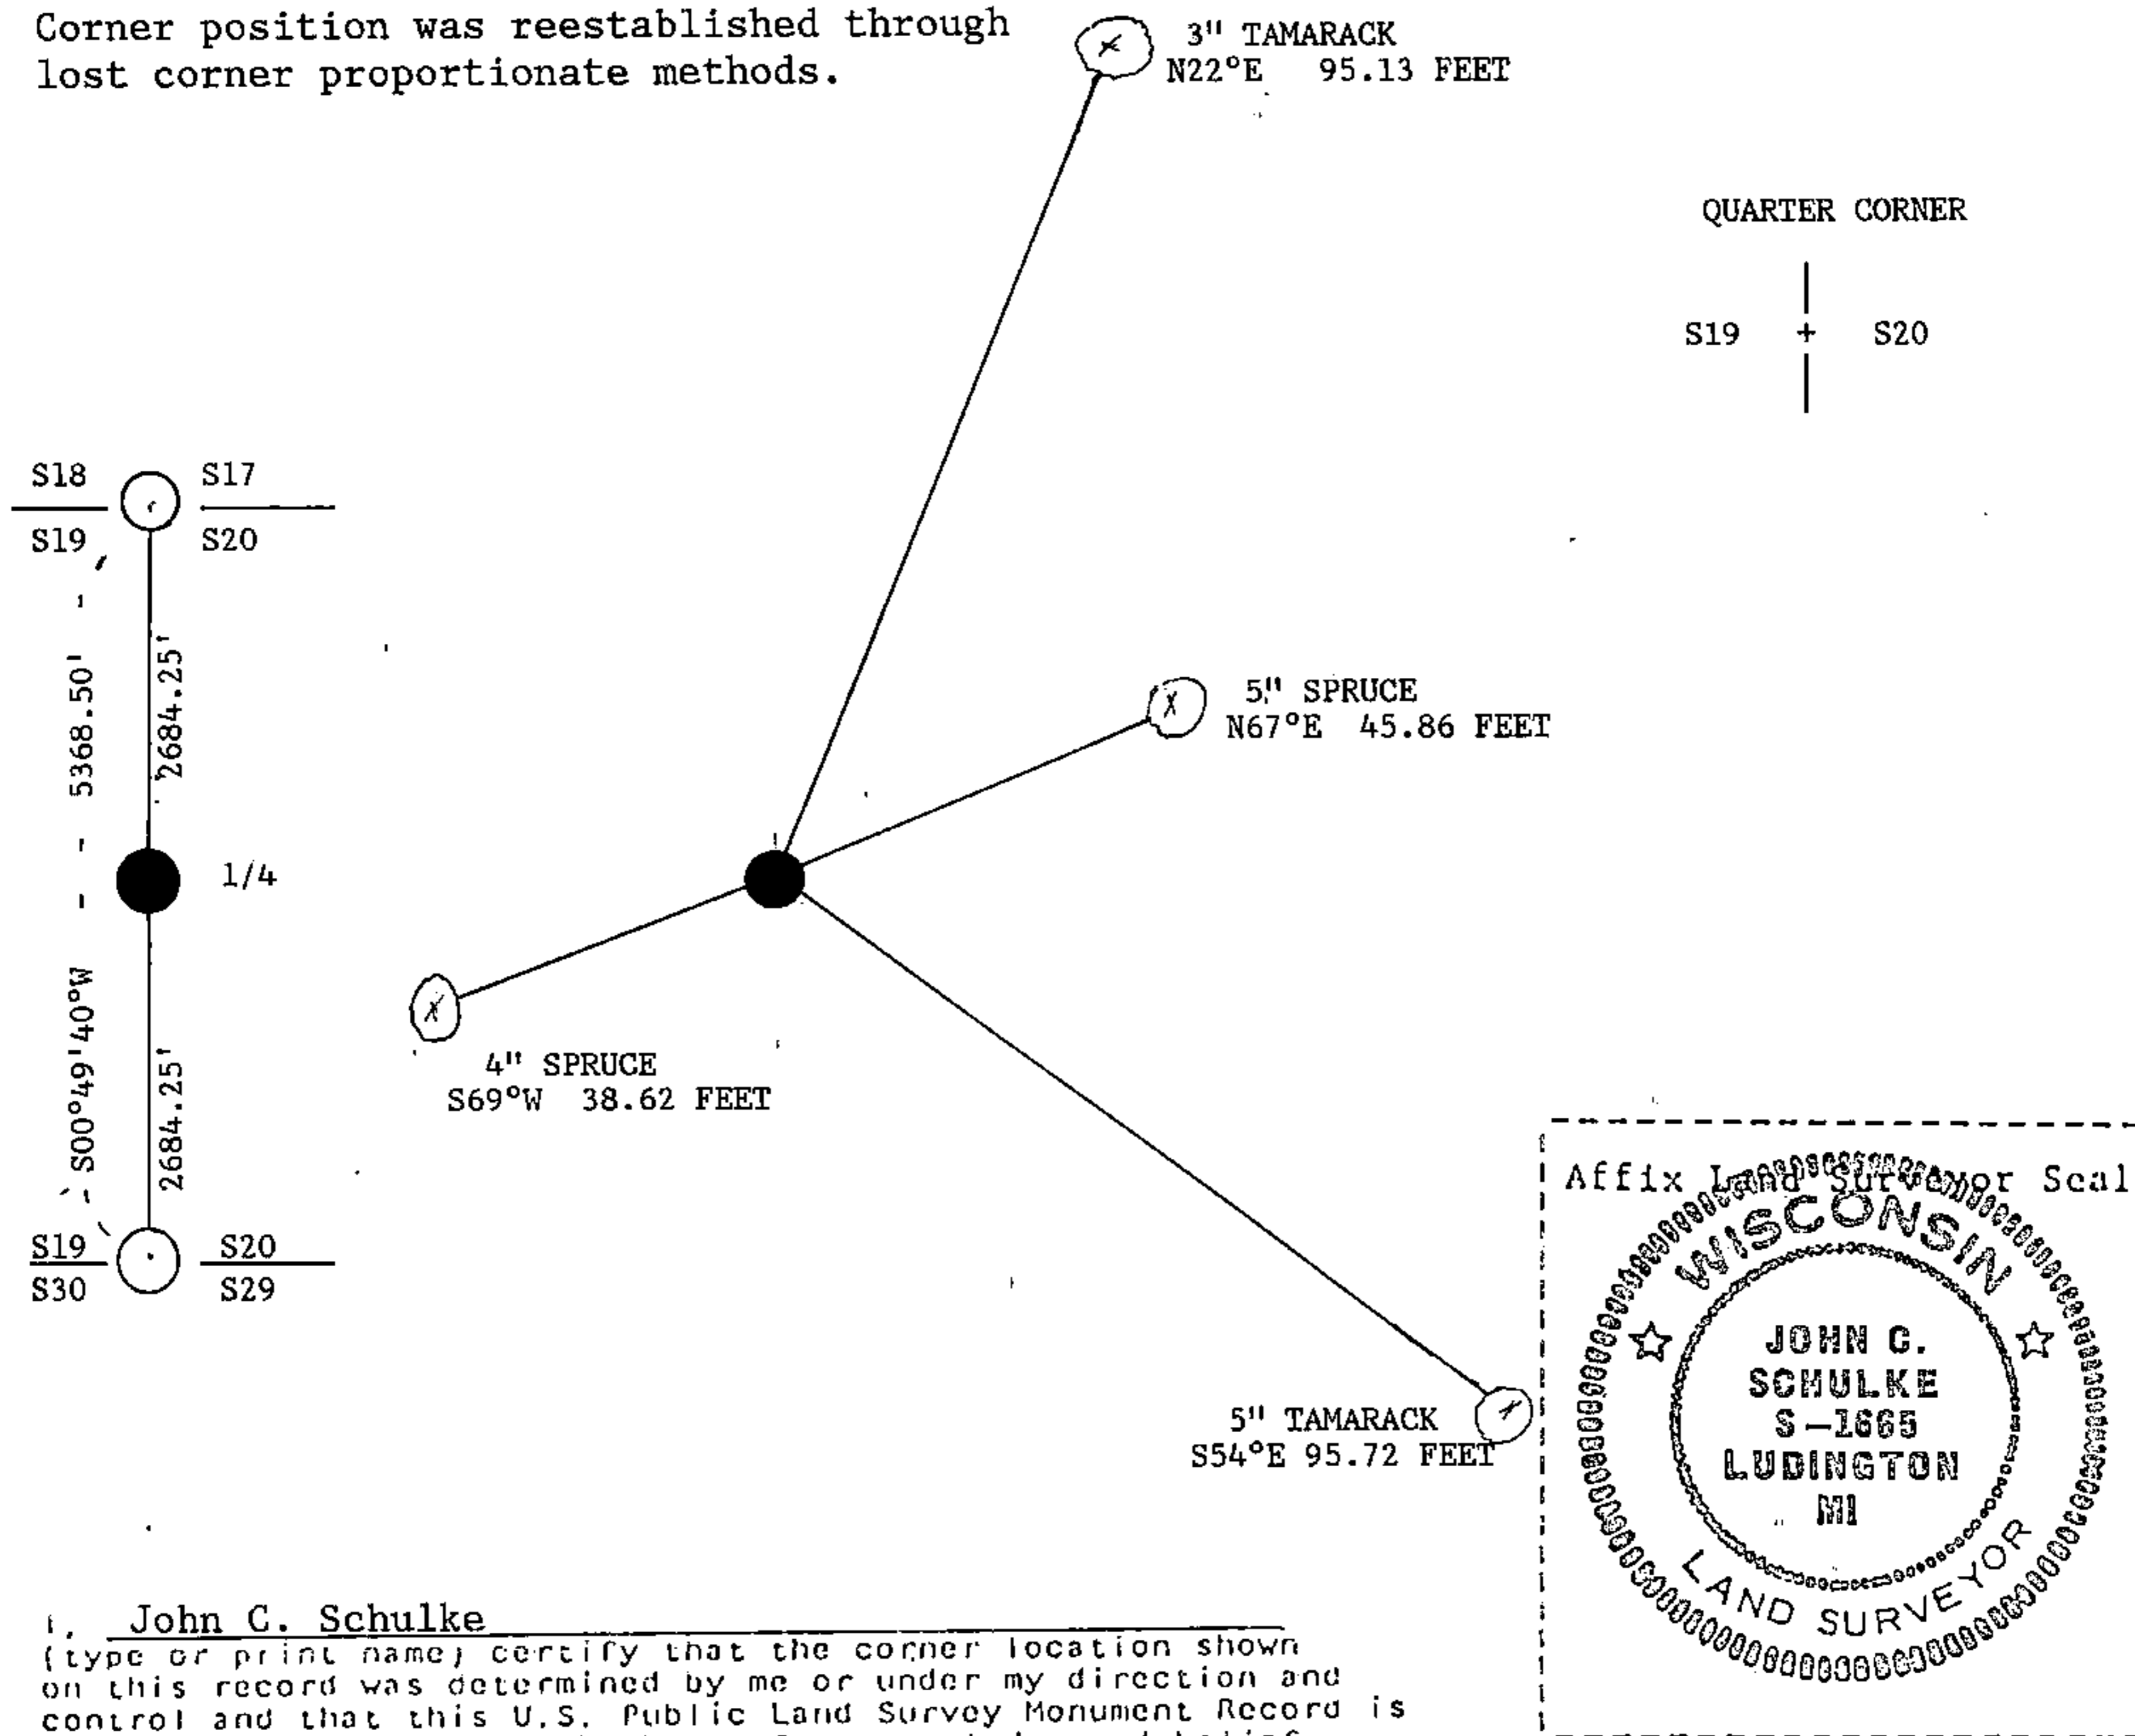 Corner position was reestablished through
lost corner proportionate methods.
3" TAMARACK
N22°E 95.13 FEET
QUARTER CORNER
S19 + S20
S18 S17
S19 S20
5368.50'
2684.25'
5" SPRUCE
N67°E 45.86 FEET
1/4
S00°49'40"W
2684.25'
4" SPRUCE
S69°W 38.62 FEET
S19 S20
S30 S29
5" TAMARACK
S54°E 95.72 FEET
Affix Land Surveyor Seal
WISCONSIN
JOHN C.
SCHULKE
S-1665
LUDINGTON
MI
LAND SURVEYOR
I, John C. Schulke
(type or print name) certify that the corner location shown
on this record was determined by me or under my direction and
control and that this U.S. Public Land Survey Monument Record is